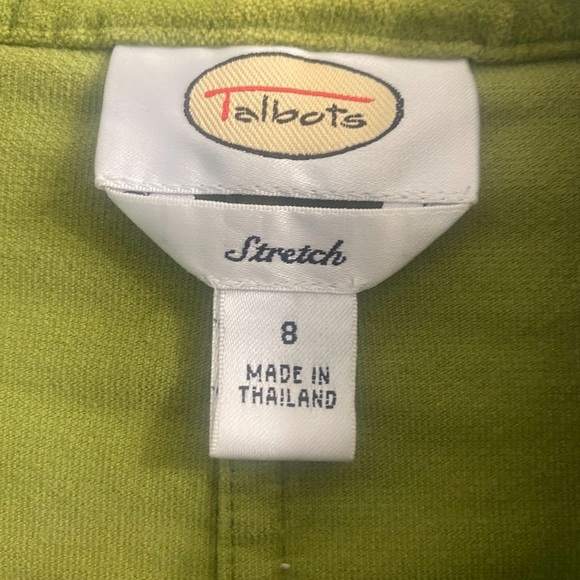 Talbots
Stretch
8
MADE IN
THAILAND